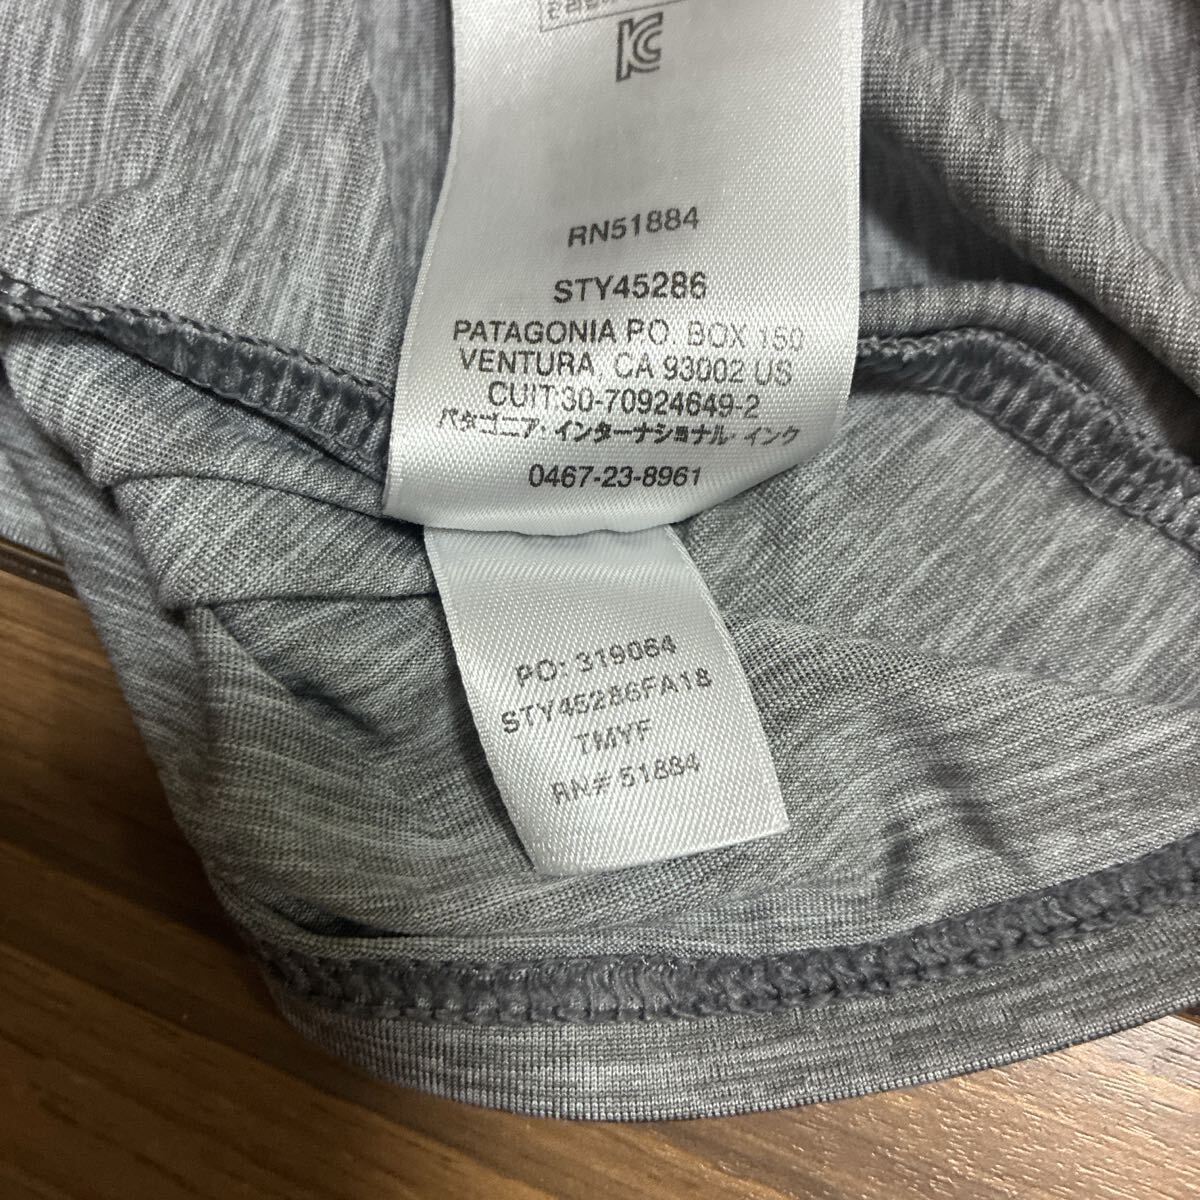 RN51884
STY45286
PATAGONIA P.O. BOX 150
VENTURA, CA 93002 US
CUIT:30-70924649-2
パタゴニア・インターナショナル・インク
0467-23-8961
PO: 319064
STY45286FA18
TMYF
RN# 51884